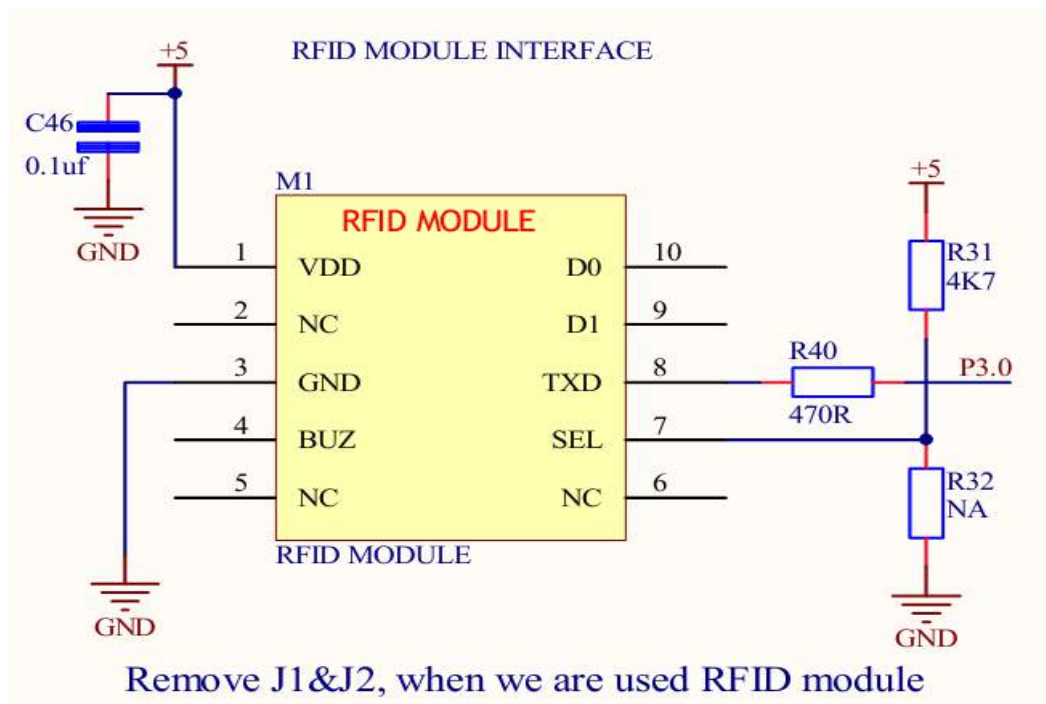 +5
RFID MODULE INTERFACE
C46
0.1uf
GND
M1
RFID MODULE
1 VDD D0 10
2 NC D1 9
3 GND TXD 8
4 BUZ SEL 7
5 NC NC 6
RFID MODULE
GND
+5
R31
4K7
R40
470R
P3.0
R32
NA
GND
Remove J1&J2, when we are used RFID module